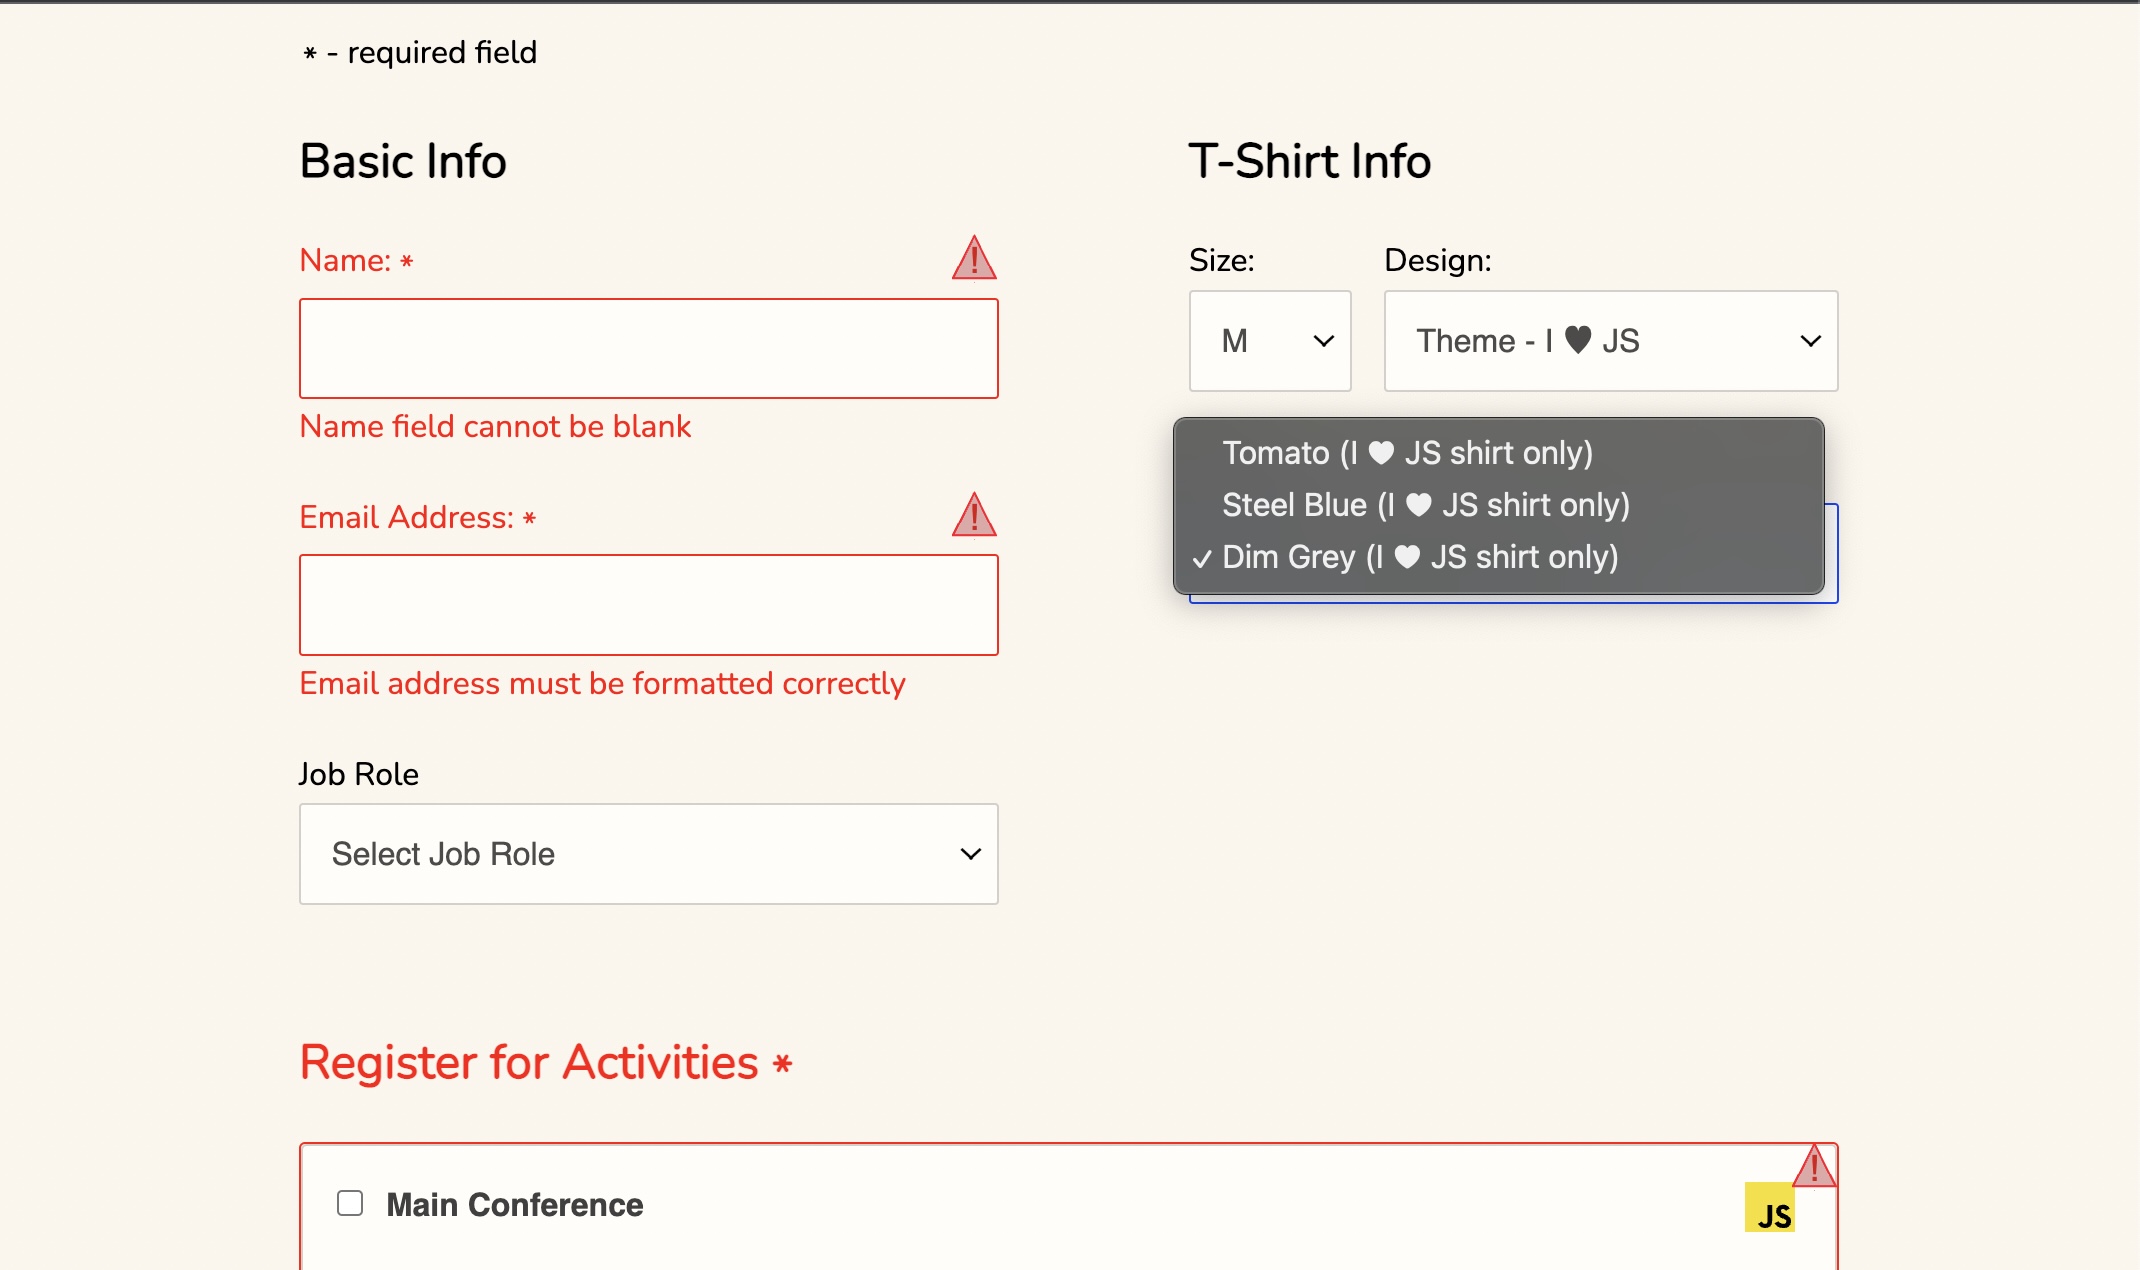 * - required field
Basic Info
Name: *
Name field cannot be blank
Email Address: *
Email address must be formatted correctly
Job Role
Select Job Role
T-Shirt Info
Size: Design:
M Theme - I ♥ JS
Tomato (I ♥ JS shirt only)
Steel Blue (I ♥ JS shirt only)
✓ Dim Grey (I ♥ JS shirt only)
Register for Activities *
Main Conference
JS